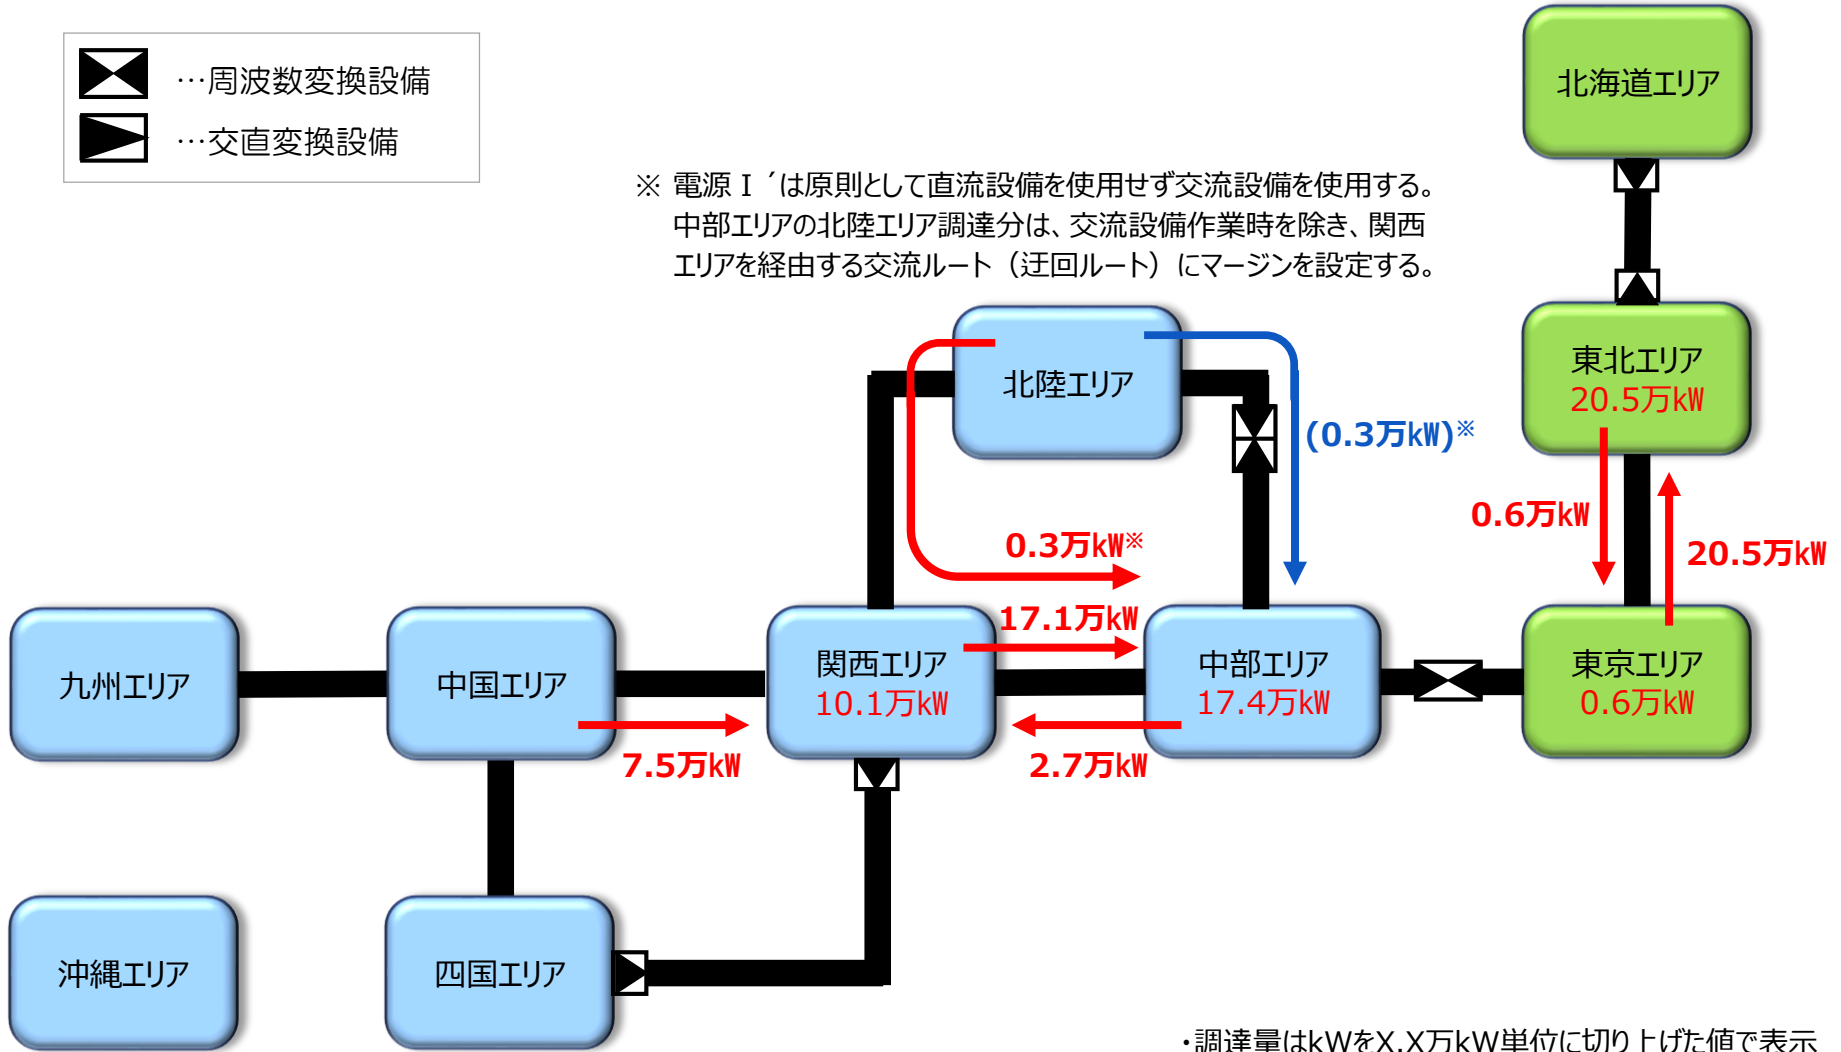 …周波数変換設備
…交直変換設備
北海道エリア
※ 電源Ⅰ´は原則として直流設備を使用せず交流設備を使用する。
中部エリアの北陸エリア調達分は、交流設備作業時を除き、関西
エリアを経由する交流ルート（迂回ルート）にマージンを設定する。
北陸エリア
東北エリア
20.5万kW
(0.3万kW)※
0.6万kW
20.5万kW
0.3万kW※
17.1万kW
九州エリア
中国エリア
関西エリア
10.1万kW
中部エリア
17.4万kW
東京エリア
0.6万kW
7.5万kW
2.7万kW
沖縄エリア
四国エリア
・調達量はkWをX.X万kW単位に切り上げた値で表示